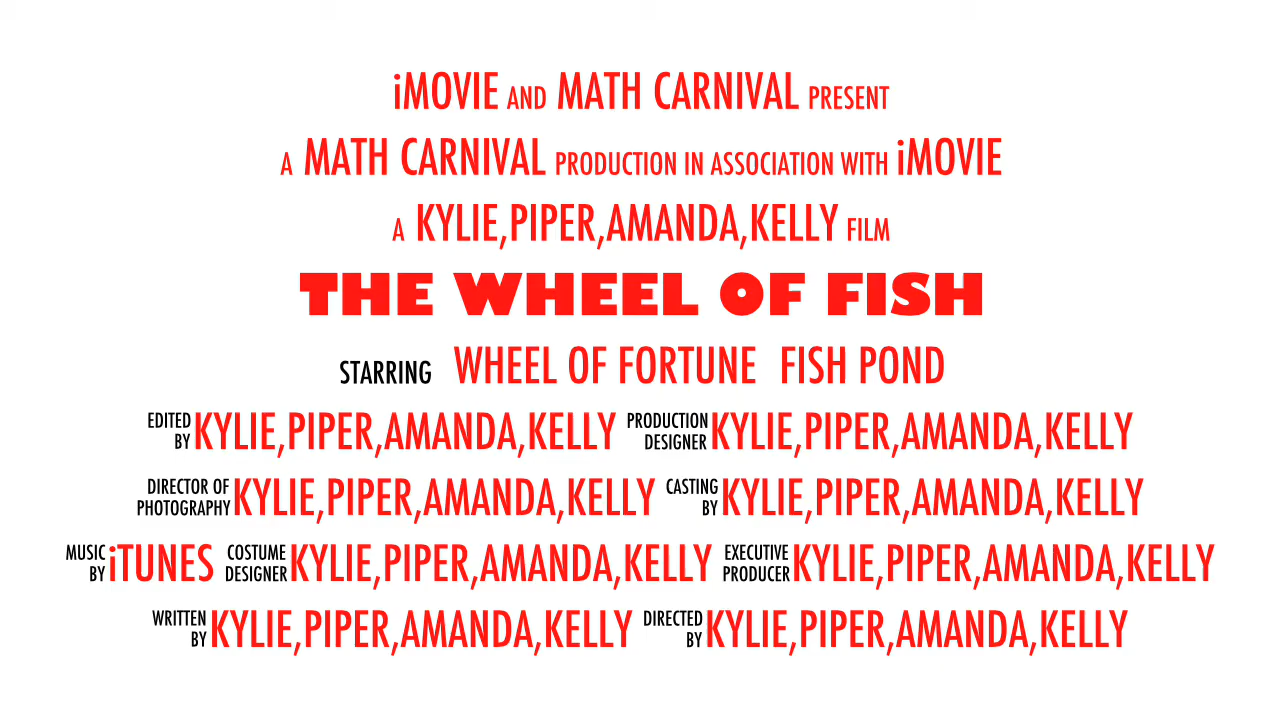 iMOVIE AND MATH CARNIVAL PRESENT
A MATH CARNIVAL PRODUCTION IN ASSOCIATION WITH iMOVIE
A KYLIE,PIPER,AMANDA,KELLY FILM
THE WHEEL OF FISH
STARRING WHEEL OF FORTUNE FISH POND
EDITED BY KYLIE,PIPER,AMANDA,KELLY PRODUCTION DESIGNER KYLIE,PIPER,AMANDA,KELLY
DIRECTOR OF PHOTOGRAPHY KYLIE,PIPER,AMANDA,KELLY CASTING BY KYLIE,PIPER,AMANDA,KELLY
MUSIC BY iTUNES COSTUME DESIGNER KYLIE,PIPER,AMANDA,KELLY EXECUTIVE PRODUCER KYLIE,PIPER,AMANDA,KELLY
WRITTEN BY KYLIE,PIPER,AMANDA,KELLY DIRECTED BY KYLIE,PIPER,AMANDA,KELLY